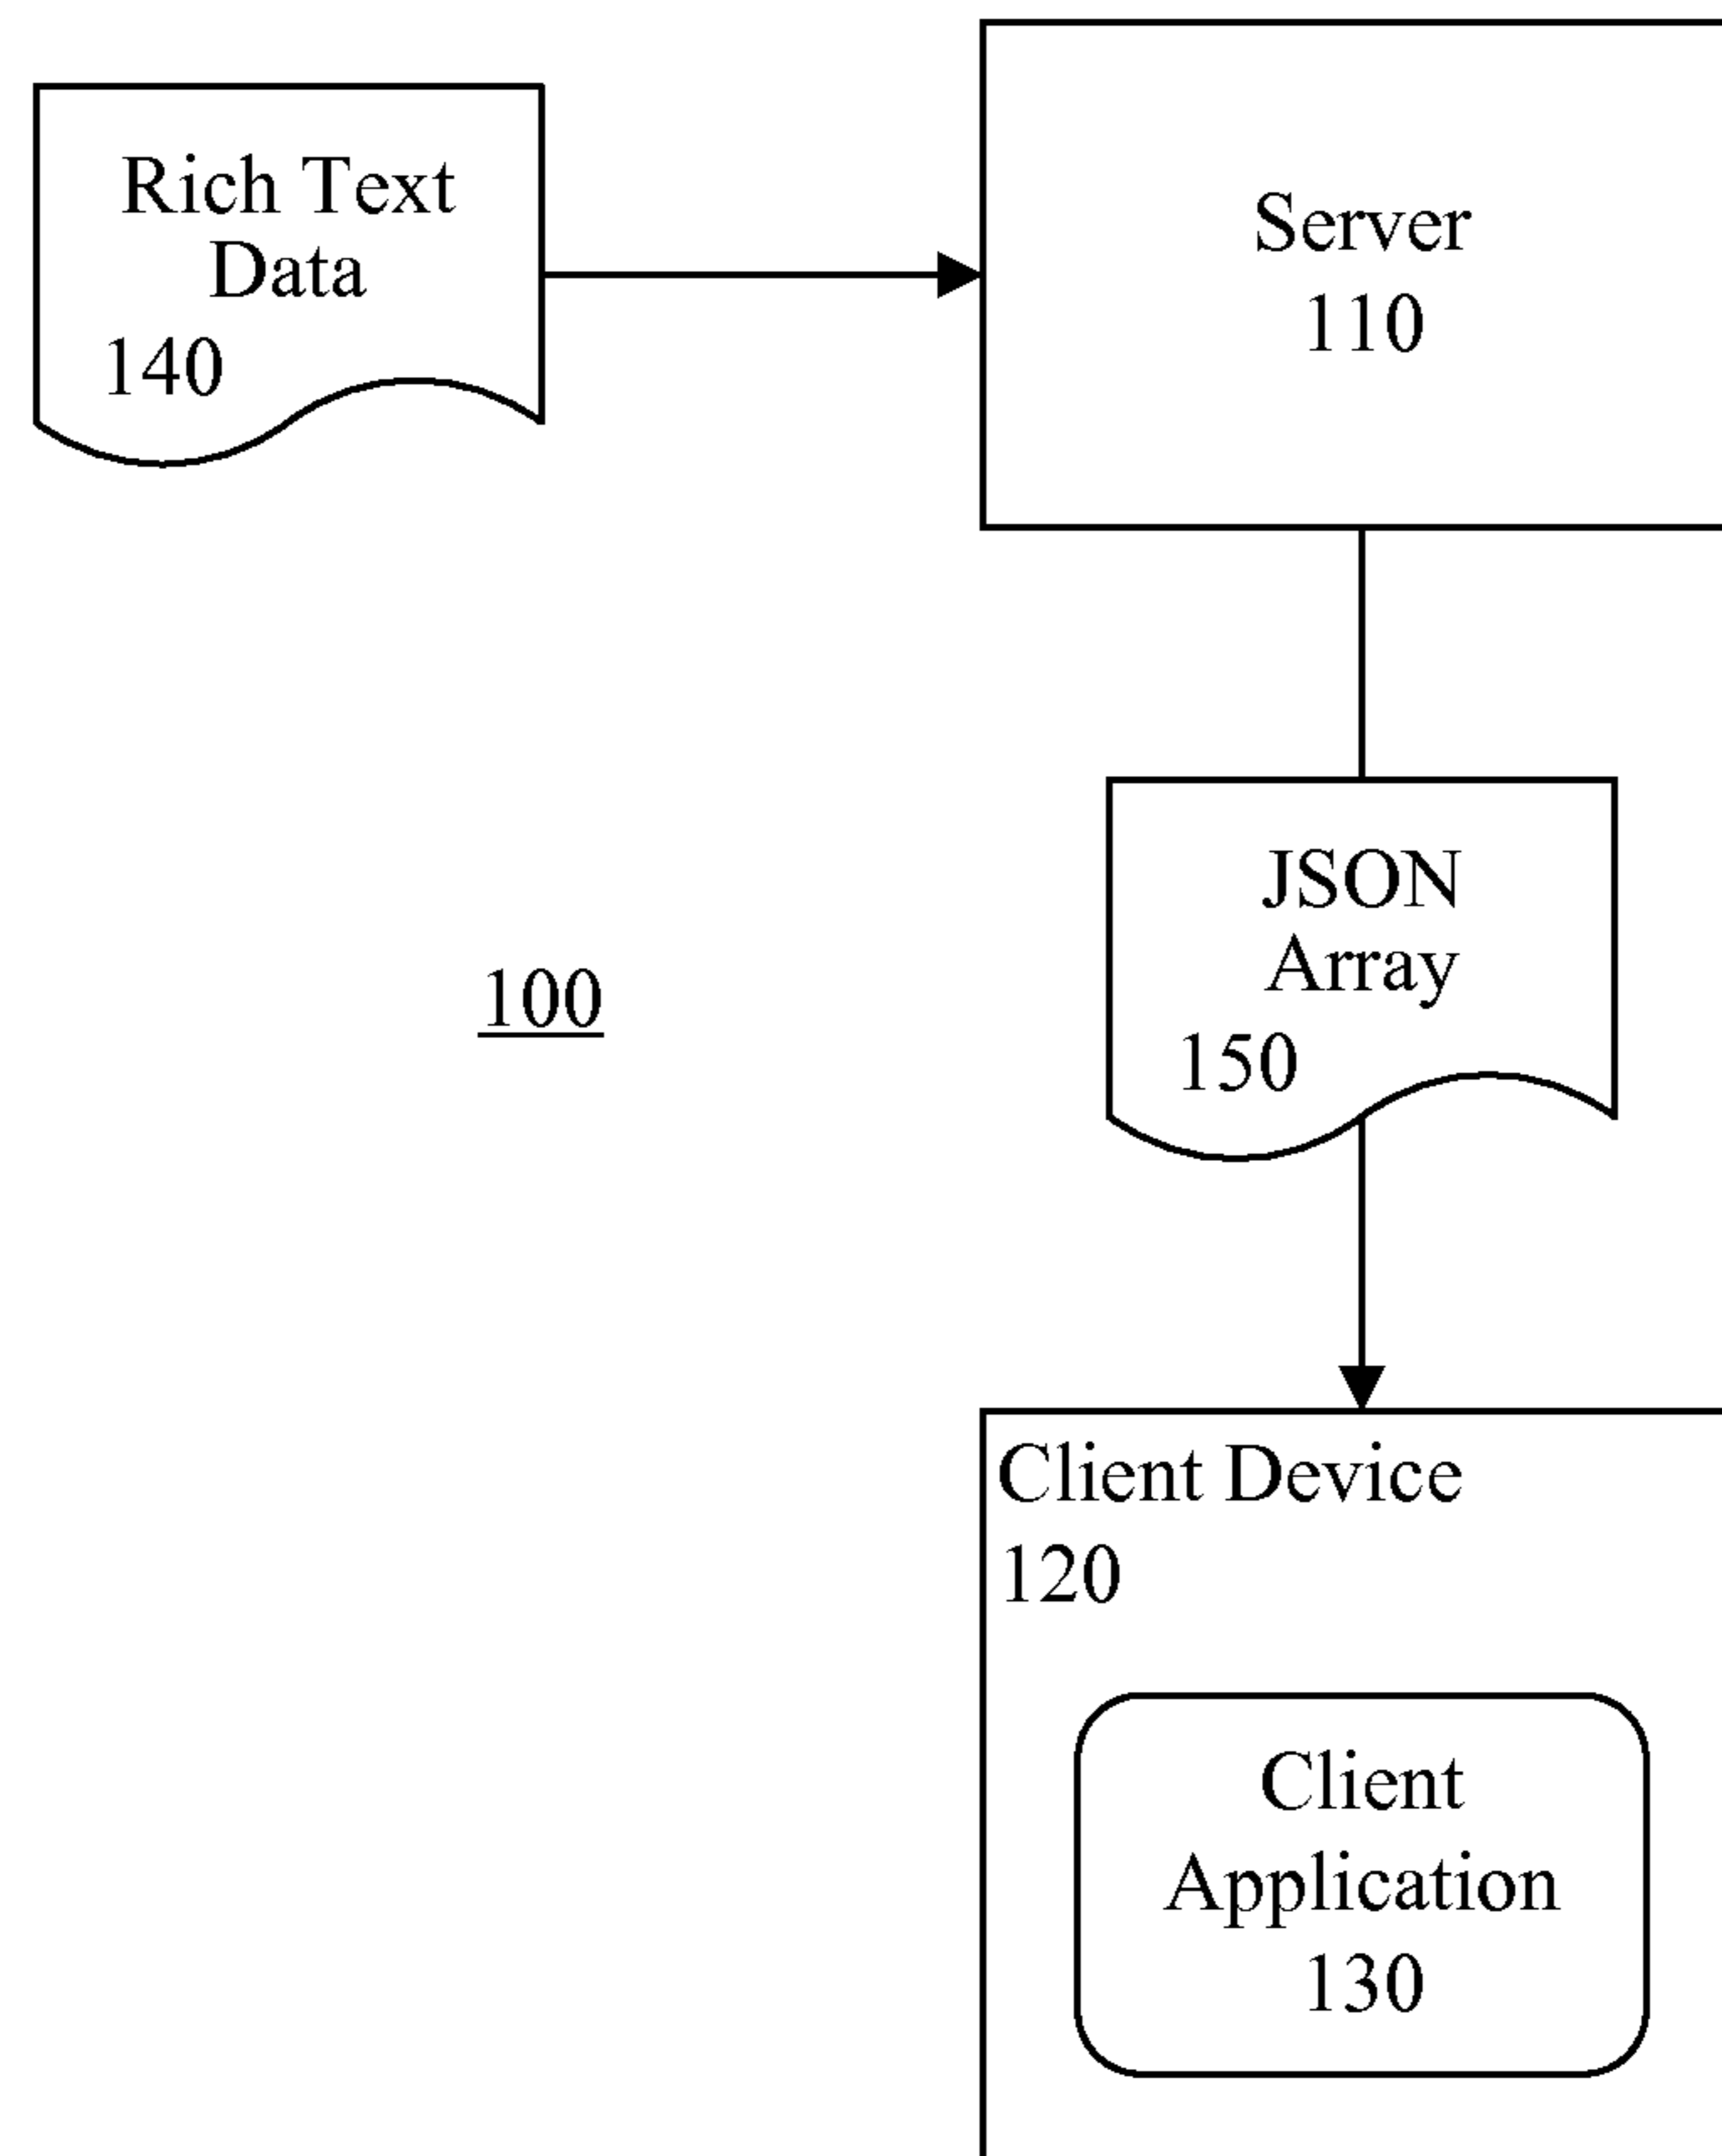 Rich Text
Data
140
Server
110
JSON
Array
150
100
Client Device
120
Client
Application
130